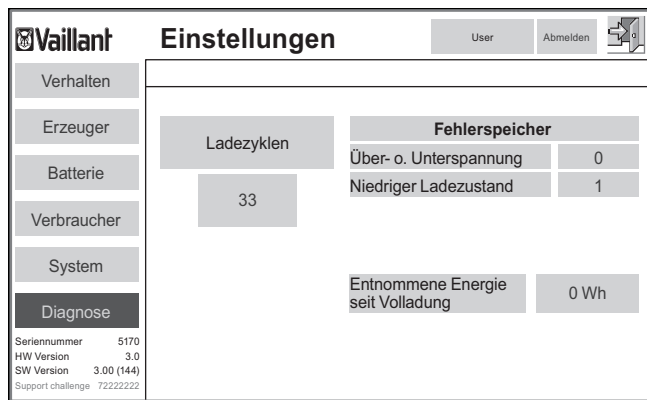 Vaillant
Einstellungen
User
Abmelden
Verhalten
Erzeuger
Batterie
Verbraucher
System
Diagnose
Seriennummer 5170
HW Version 3.0
SW Version 3.00 (144)
Support challenge 72222222
Ladezyklen
33
Fehlerspeicher
Über- o. Unterspannung 0
Niedriger Ladezustand 1
Entnommene Energie
seit Volladung
0 Wh